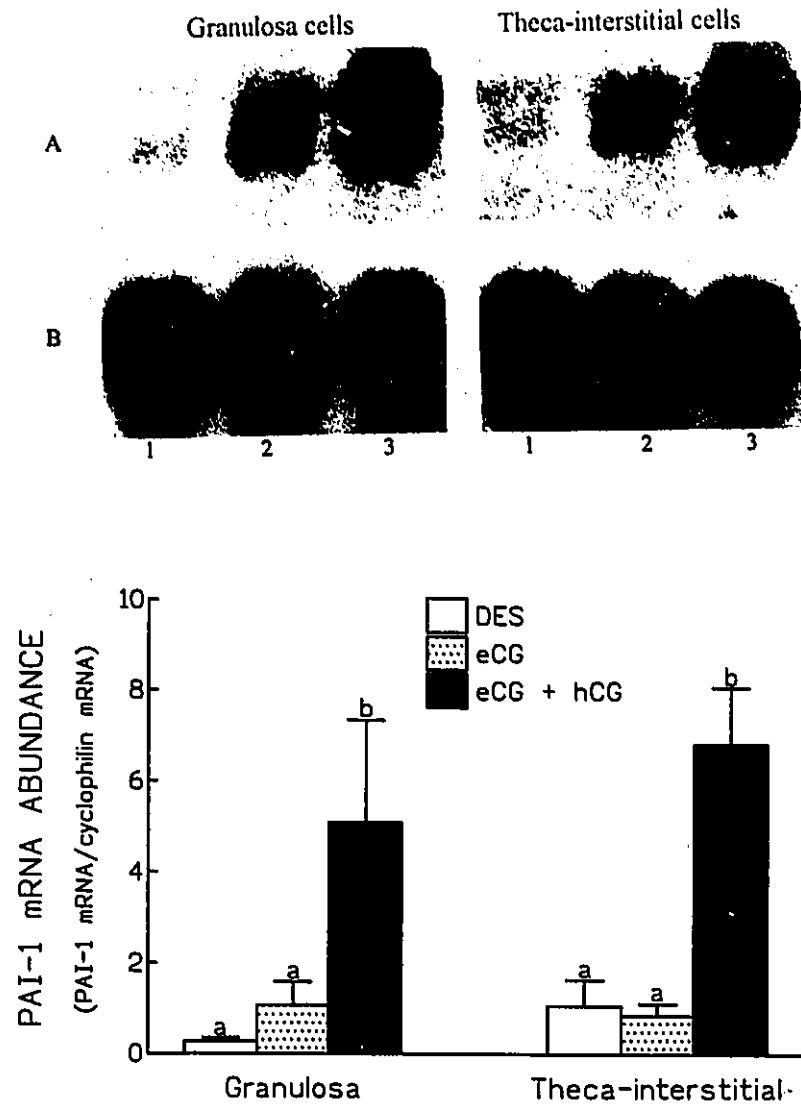 Granulosa cells
Theca-interstitial cells
A
B
1 2 3
1 2 3
PAI-1 mRNA ABUNDANCE
(PAI-1 mRNA/cyclophilin mRNA)
10
8
6
4
2
0
DES
eCG
eCG + hCG
a
a
b
a
a
b
Granulosa
Theca-interstitial